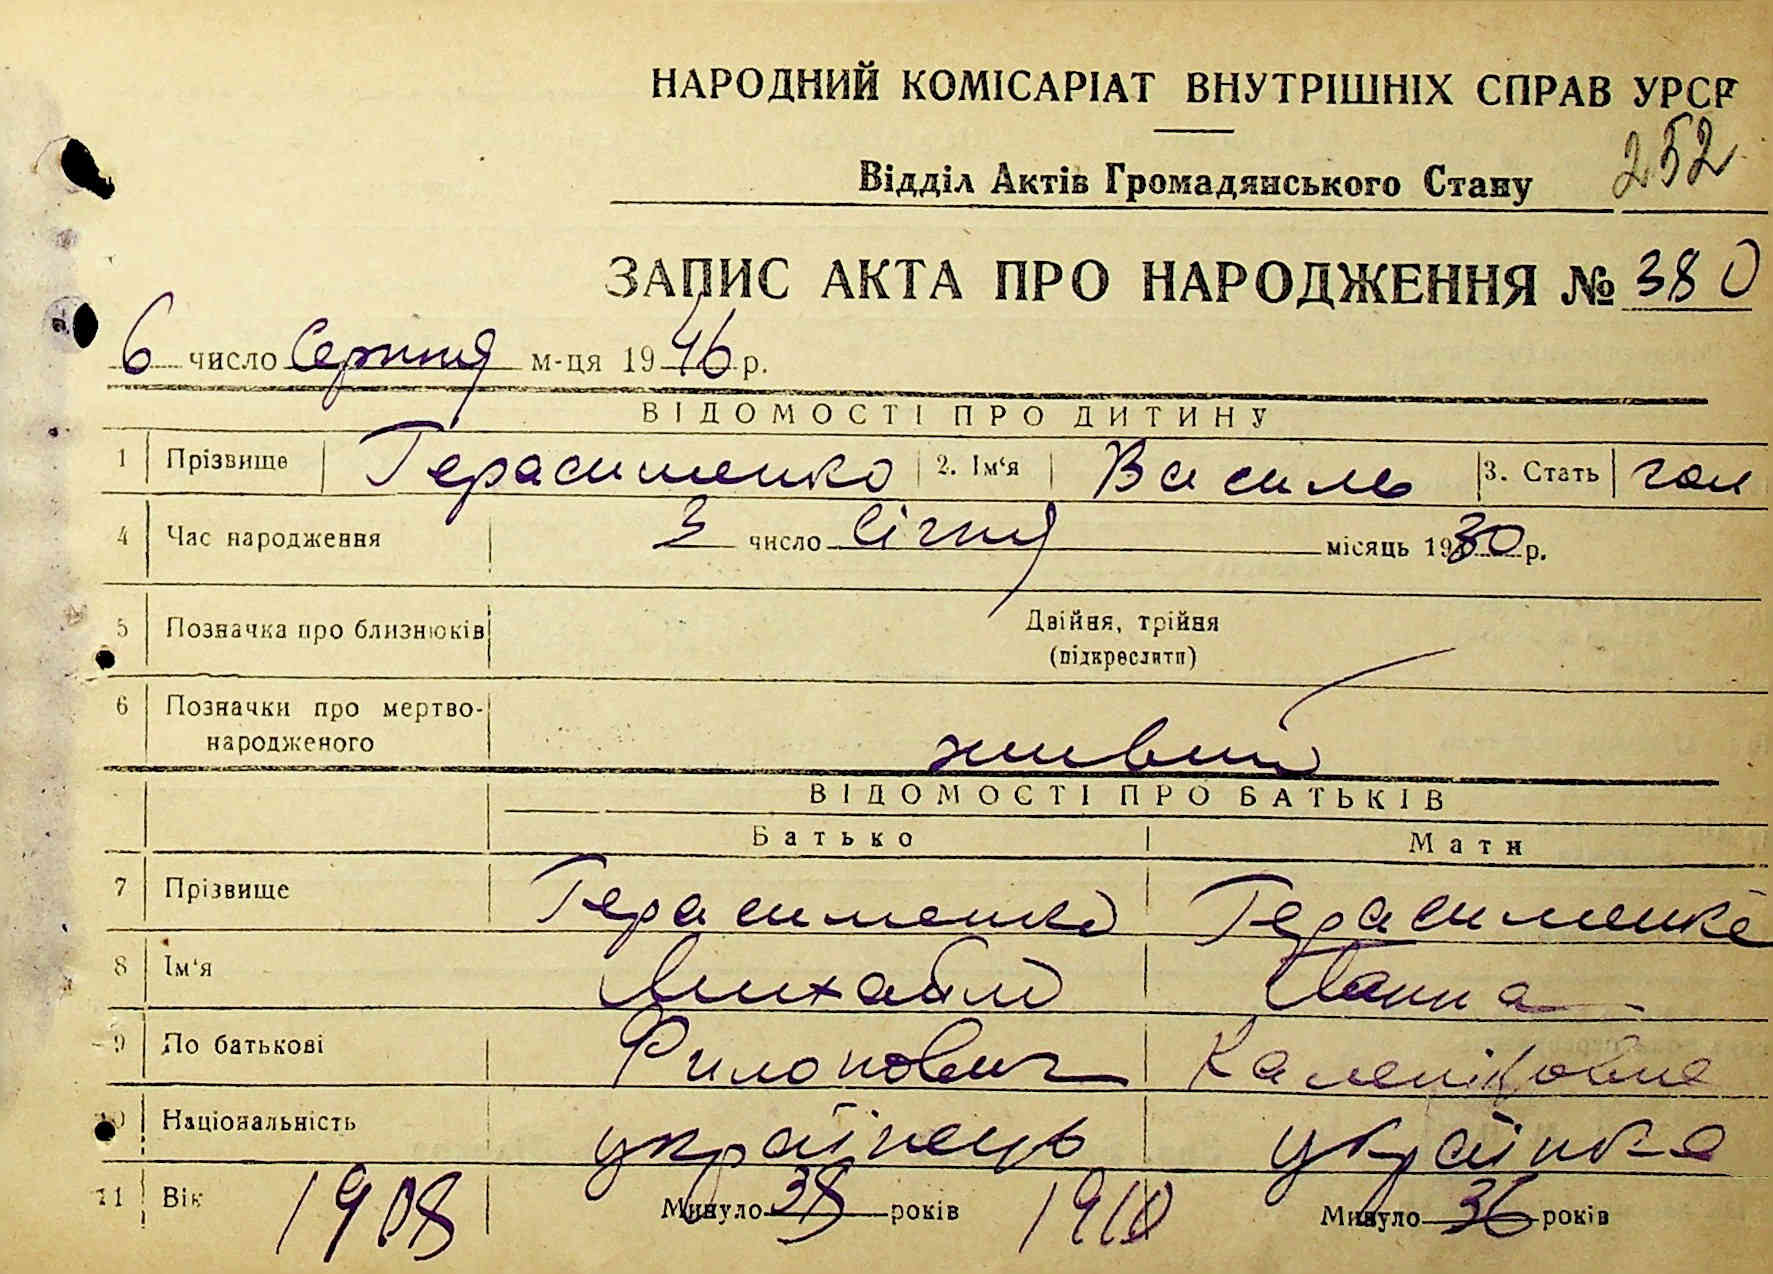 НАРОДНИЙ КОМІСАРІАТ ВНУТРІШНІХ СПРАВ УРСР
252
Відділ Актів Громадянського Стану
ЗАПИС АКТА ПРО НАРОДЖЕННЯ № 380
6 число Серпня м-ця 1946 р.
ВІДОМОСТІ ПРО ДИТИНУ
1 Прізвище Герасименко 2. Ім‘я Василь 3. Стать чол
4 Час народження 3 число Січня місяць 1930 р.
5 Позначка про близнюків Двійня, трійня
(підкреслити)
6 Позначки про мертво-
народженого живий
ВІДОМОСТІ ПРО БАТЬКІВ
Батько Мати
7 Прізвище Герасименко Герасименко
8 Ім‘я Михайло Ганна
9 По батькові Филопович Каленіковна
10 Національність українець українка
11 Вік 1908 Минуло 38 років 1910 Минуло 36 років